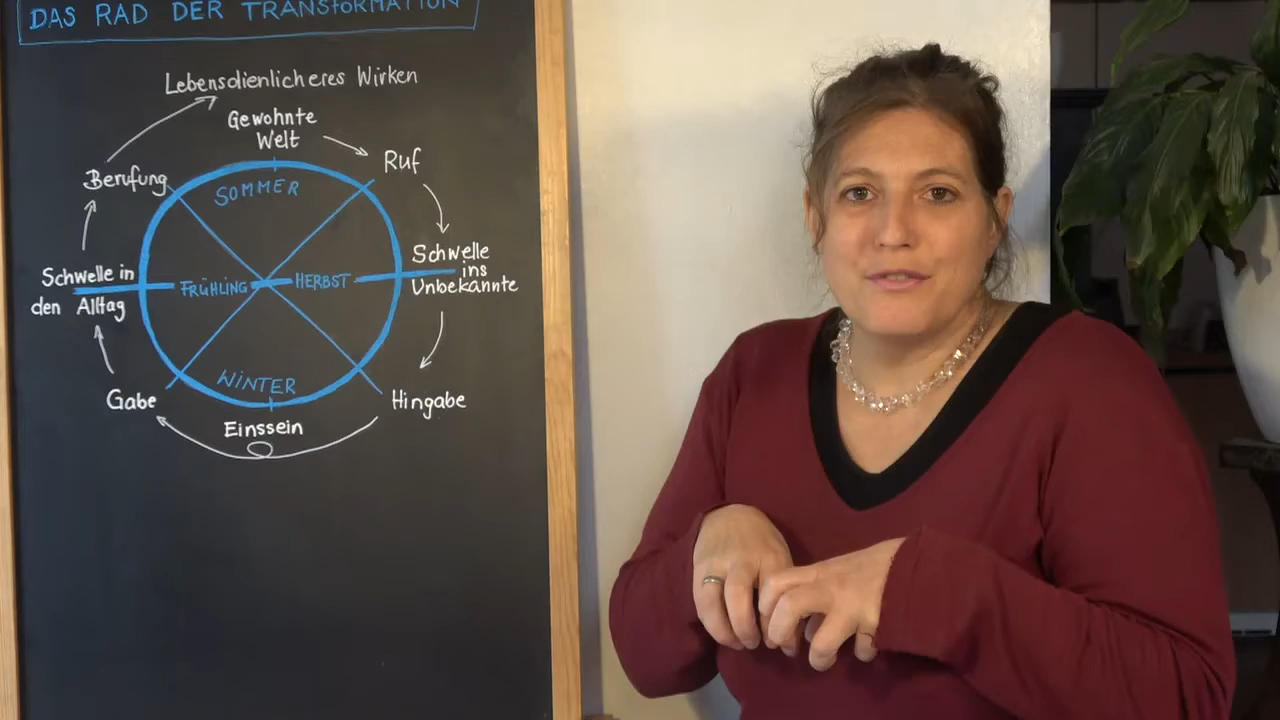 DAS RAD DER TRANSFORMATION
Lebensdienlicheres Wirken
Gewohnte
Welt
Ruf
Berufung
SOMMER
Schwelle
ins
Unbekannte
Schwelle in
den Alltag
FRÜHLING
HERBST
WINTER
Gabe
Hingabe
Einssein